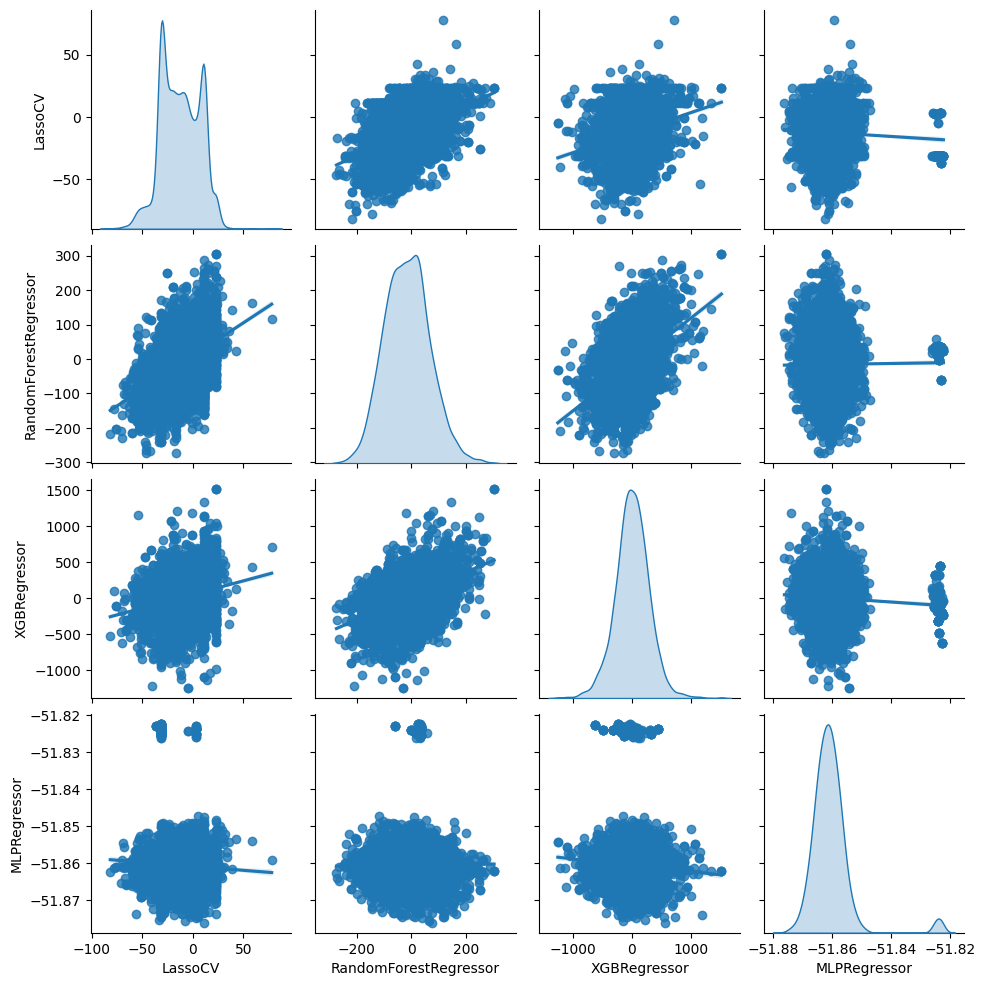 50
0
−50
LassoCV
300
200
100
0
−100
−200
−300
RandomForestRegressor
1500
1000
500
0
−500
−1000
XGBRegressor
−51.82
−51.83
−51.84
−51.85
−51.86
−51.87
MLPRegressor
−100 −50 0 50
LassoCV
−200 0 200
RandomForestRegressor
−1000 0 1000
XGBRegressor
−51.88 −51.86 −51.84 −51.82
MLPRegressor